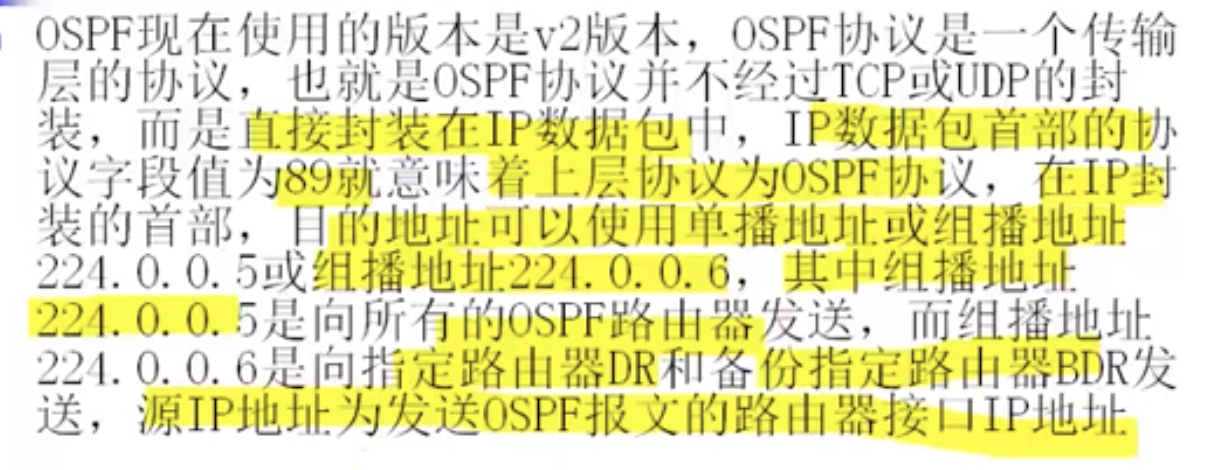 OSPF现在使用的版本是v2版本，OSPF协议是一个传输
层的协议，也就是OSPF协议并不经过TCP或UDP的封
装，而是直接封装在IP数据包中，IP数据包首部的协
议字段值为89就意味着上层协议为OSPF协议，在IP封
装的首部，目的地址可以使用单播地址或组播地址
224.0.0.5或组播地址224.0.0.6，其中组播地址
224.0.0.5是向所有的OSPF路由器发送，而组播地址
224.0.0.6是向指定路由器DR和备份指定路由器BDR发
送，源IP地址为发送OSPF报文的路由器接口IP地址